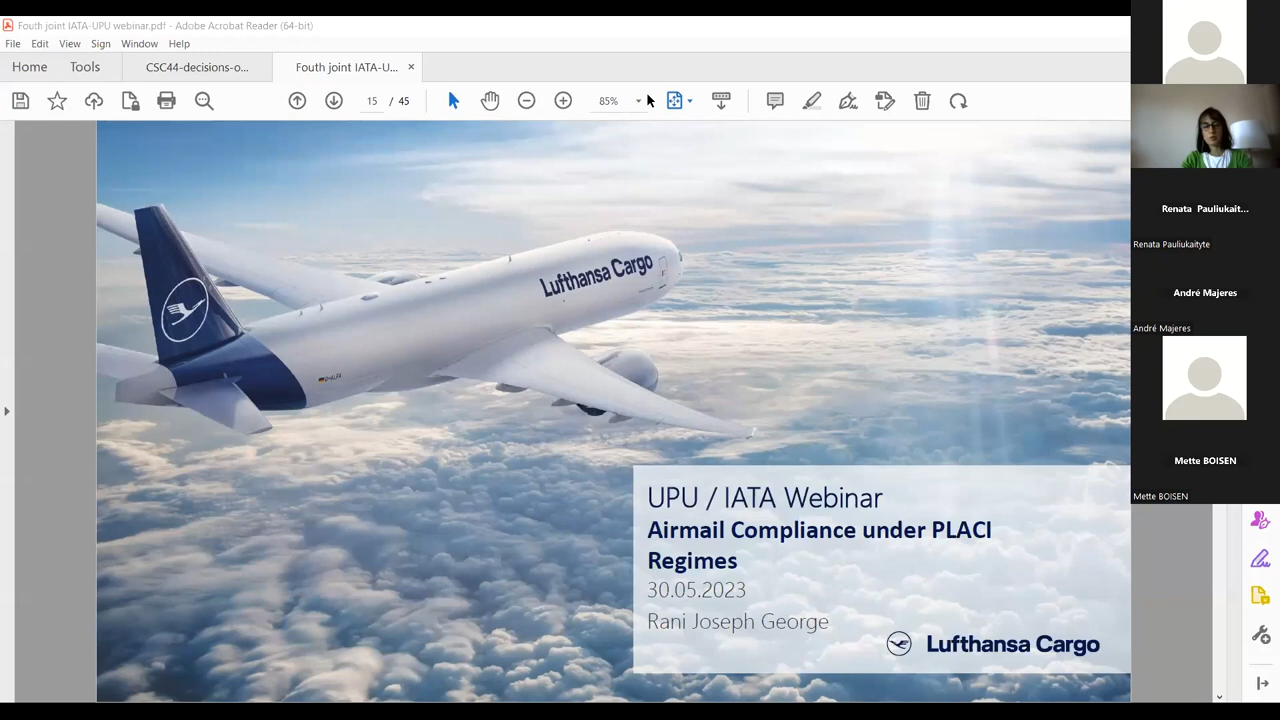 Fouth joint IATA-UPU webinar.pdf - Adobe Acrobat Reader (64-bit)
File Edit View Sign Window Help
Home Tools CSC44-decisions-o... Fouth joint IATA-U... ×
15 / 45 85%
Lufthansa Cargo
UPU / IATA Webinar
Airmail Compliance under PLACI
Regimes
30.05.2023
Rani Joseph George
Lufthansa Cargo
Renata Pauliukait...
Renata Pauliukaityte
André Majeres
André Majeres
Mette BOISEN
Mette BOISEN